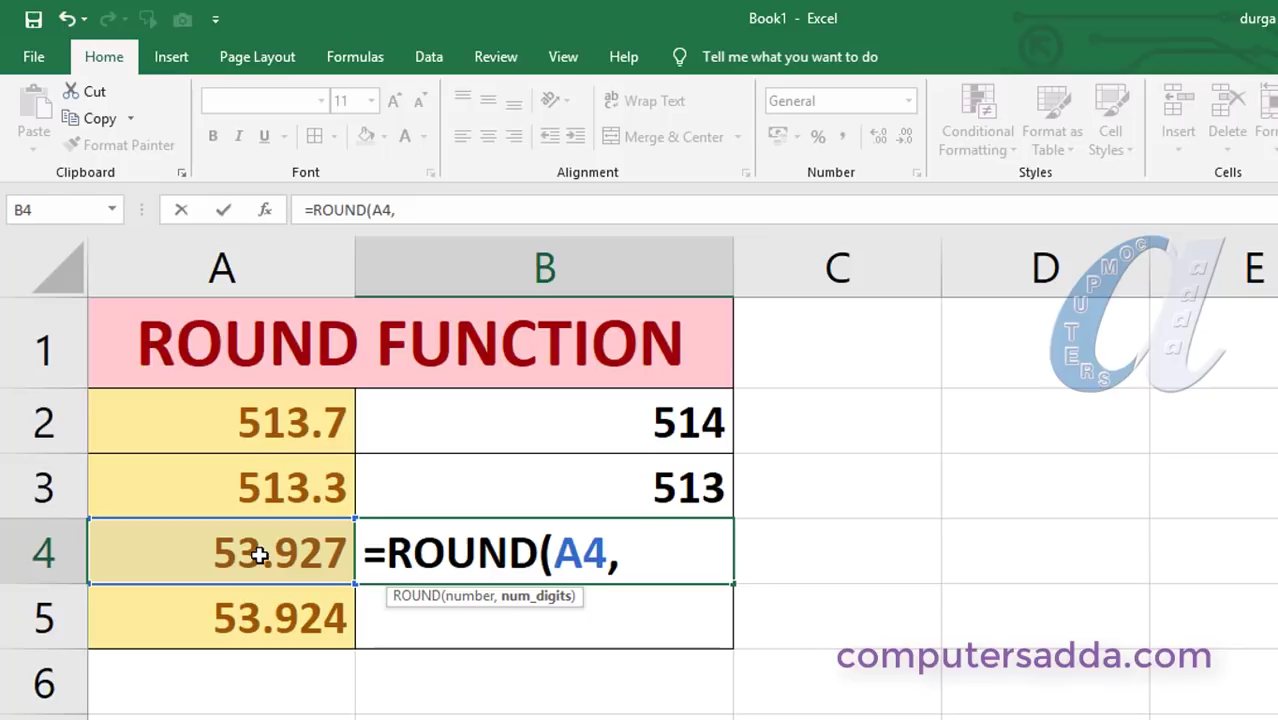 Book1 - Excel
durga
File Home Insert Page Layout Formulas Data Review View Help Tell me what you want to do
Cut
Copy
Format Painter
Paste
11
Wrap Text
Merge & Center
General
Conditional Formatting
Format as Table
Cell Styles
Insert
Delete
Clipboard Font Alignment Number Styles Cells
B4
fx
=ROUND(A4,
A B C D E
1 ROUND FUNCTION
2 513.7 514
3 513.3 513
4 53.927 =ROUND(A4,
ROUND(number, num_digits)
5 53.924
6
COMPUTERS
adda
computersadda.com